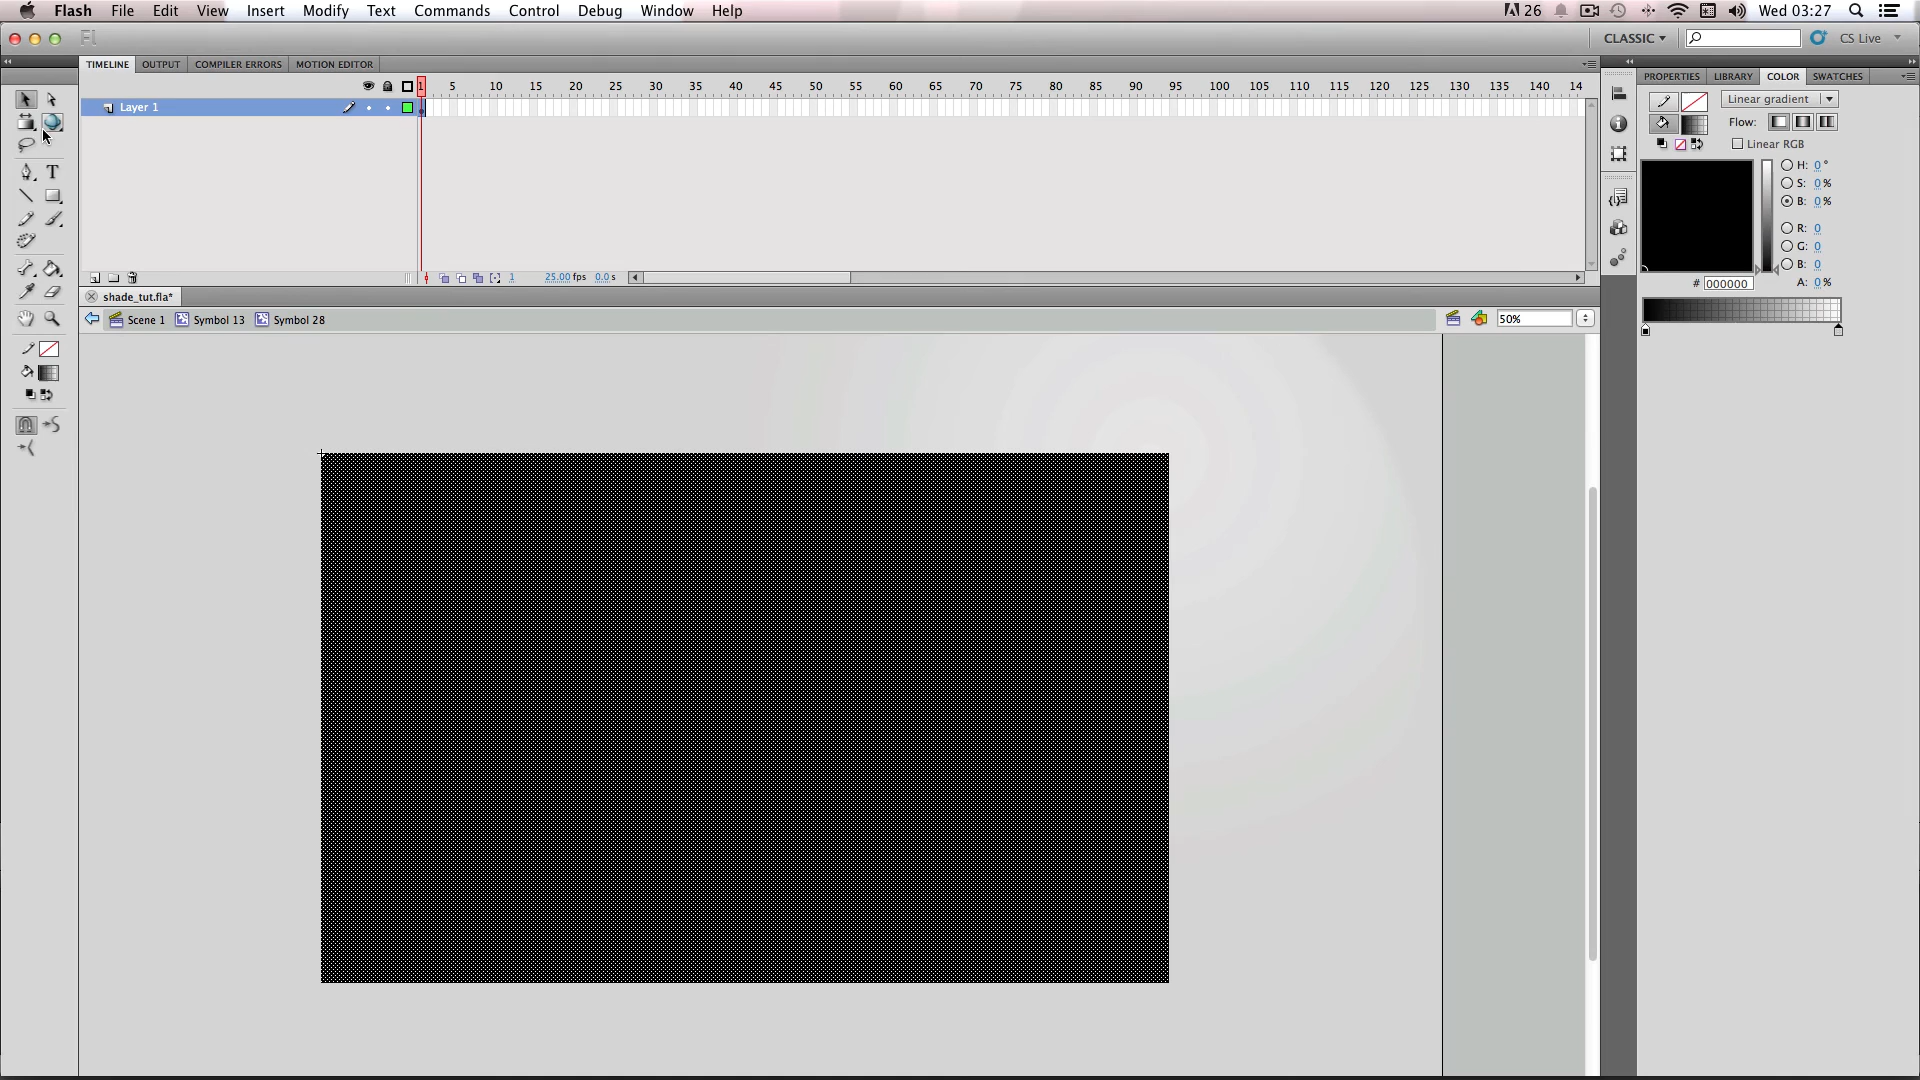 Flash File Edit View Insert Modify Text Commands Control Debug Window Help 26 Wed 03:27
Fl CLASSIC CS Live
TIMELINE OUTPUT COMPILER ERRORS MOTION EDITOR
PROPERTIES LIBRARY COLOR SWATCHES
1 5 10 15 20 25 30 35 40 45 50 55 60 65 70 75 80 85 90 95 100 105 110 115 120 125 130 135 140 14
Layer 1
Linear gradient
Flow:
Linear RGB
H: 0 °
S: 0 %
B: 0 %
R: 0
G: 0
B: 0
A: 0 %
# 000000
T
1 25.00 fps 0.0 s
shade_tut.fla*
Scene 1 Symbol 13 Symbol 28 50%